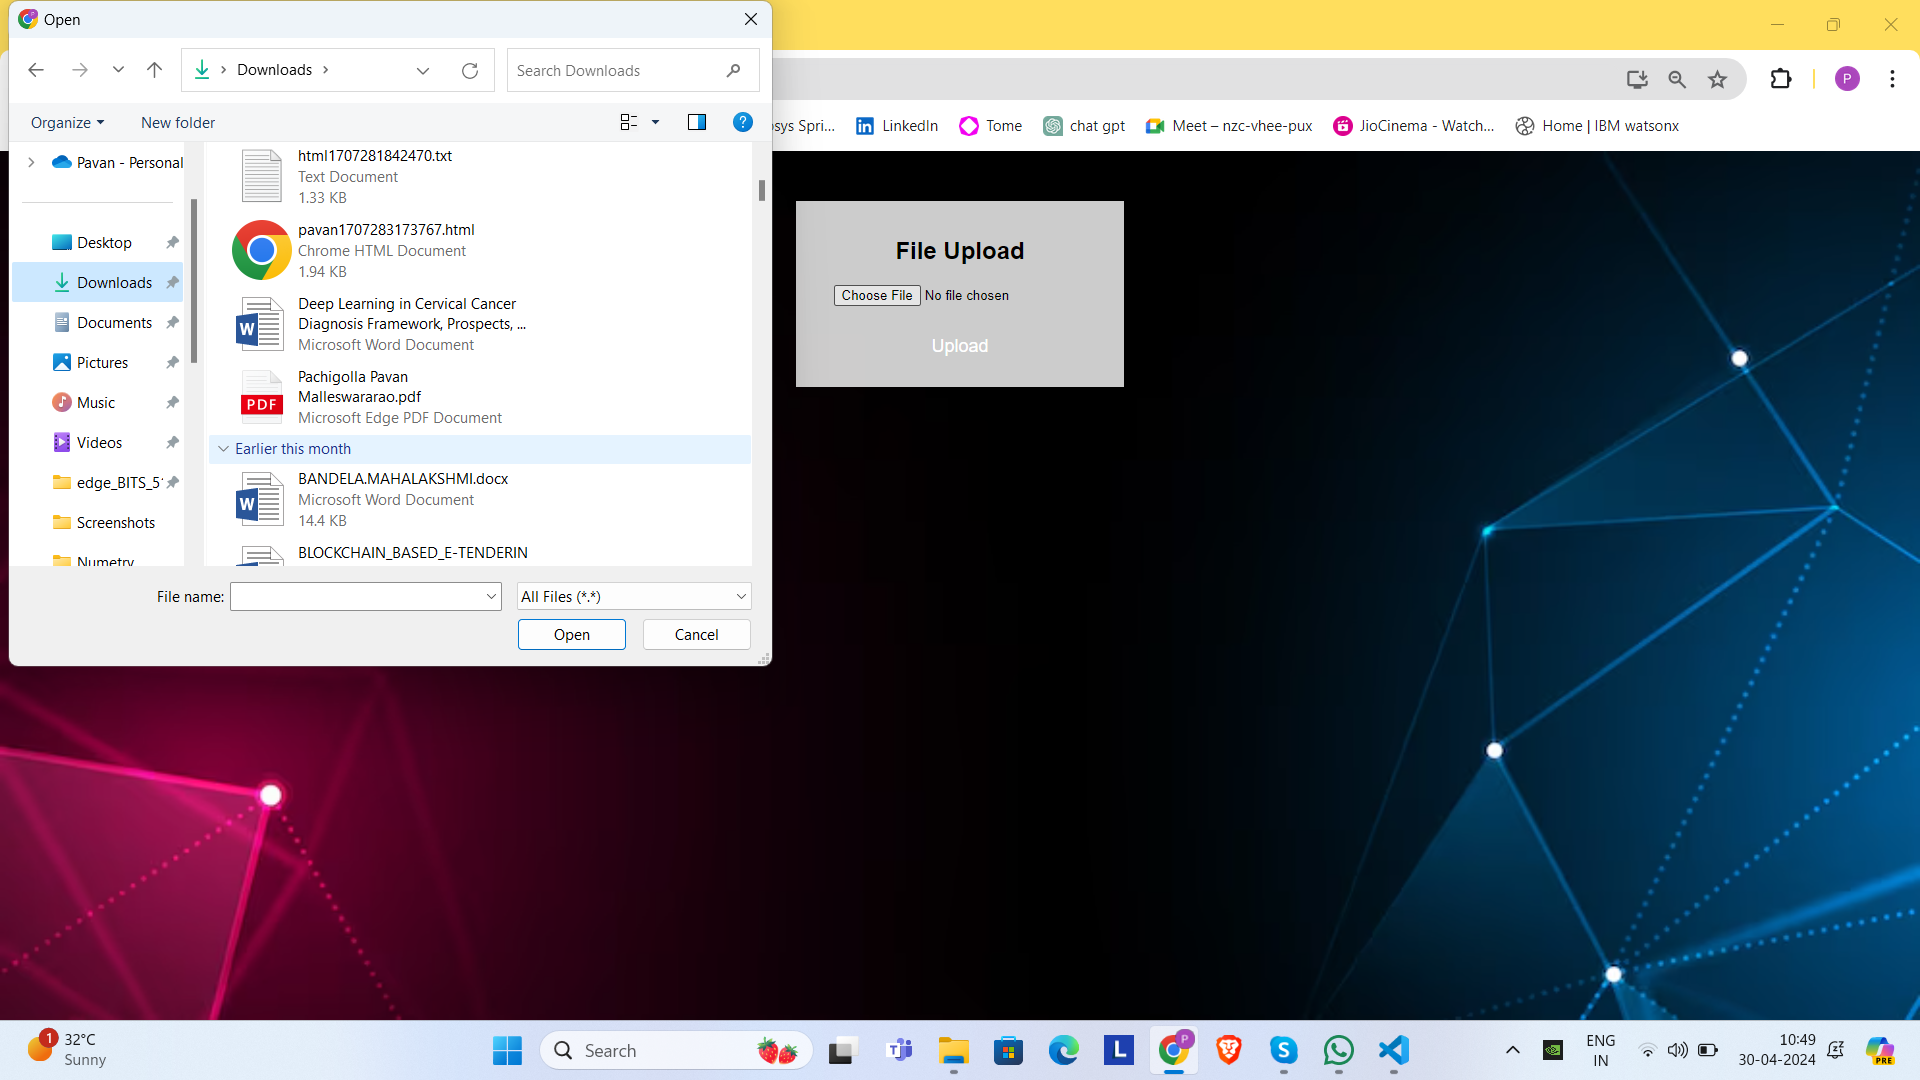 Open
Downloads
Search Downloads
Organize
New folder
?
Pavan - Personal
Desktop
Downloads
Documents
Pictures
Music
Videos
edge_BITS_5
Screenshots
Numetry
html1707281842470.txt
Text Document
1.33 KB
pavan1707283173767.html
Chrome HTML Document
1.94 KB
W
Deep Learning in Cervical Cancer
Diagnosis Framework, Prospects, ...
Microsoft Word Document
PDF
Pachigolla Pavan
Malleswararao.pdf
Microsoft Edge PDF Document
Earlier this month
W
BANDELA.MAHALAKSHMI.docx
Microsoft Word Document
14.4 KB
BLOCKCHAIN_BASED_E-TENDERIN
File name:
All Files (*.*)
Open
Cancel
P
osys Spri...
in
LinkedIn
Tome
chat gpt
Meet – nzc-vhee-pux
JioCinema - Watch...
Home | IBM watsonx
File Upload
Choose File No file chosen
Upload
1
32°C
Sunny
Search
L
P
S
ENG
IN
10:49
30-04-2024
PRE